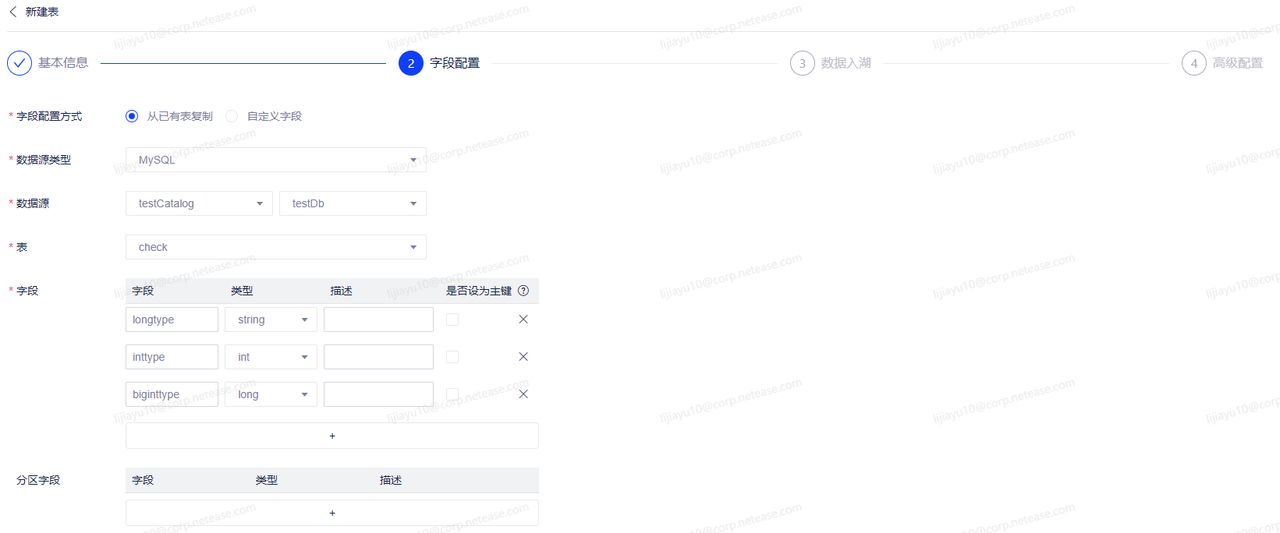 新建表
基本信息
2 字段配置
3 数据入湖
4 高级配置
* 字段配置方式 从已有表复制 自定义字段
* 数据源类型 MySQL
* 数据源 testCatalog testDb
* 表 check
* 字段 字段 类型 描述 是否设为主键 ?
longtype string
inttype int
biginttype long
+
分区字段 字段 类型 描述
+
lijiayu10@corp.netease.com